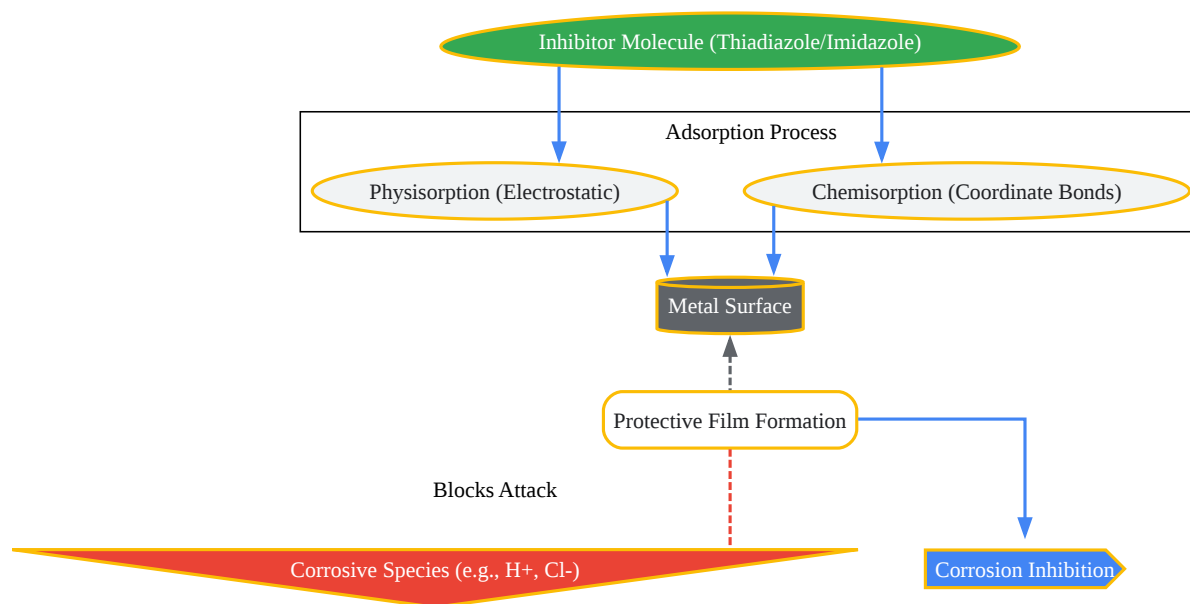 Inhibitor Molecule (Thiadiazole/Imidazole)
Adsorption Process
Physisorption (Electrostatic)
Chemisorption (Coordinate Bonds)
Metal Surface
Protective Film Formation
Blocks Attack
Corrosive Species (e.g., H+, Cl-)
Corrosion Inhibition